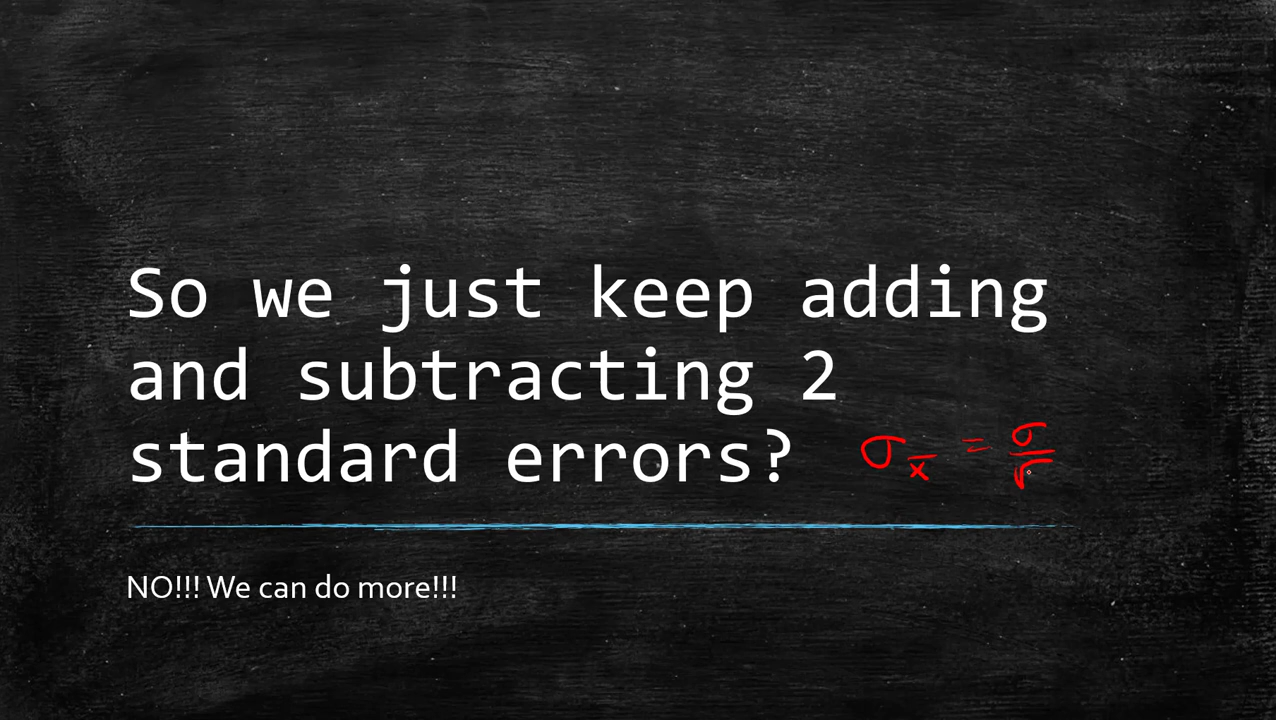 So we just keep adding
and subtracting 2
standard errors? σx̄ = σ/√
NO!!! We can do more!!!